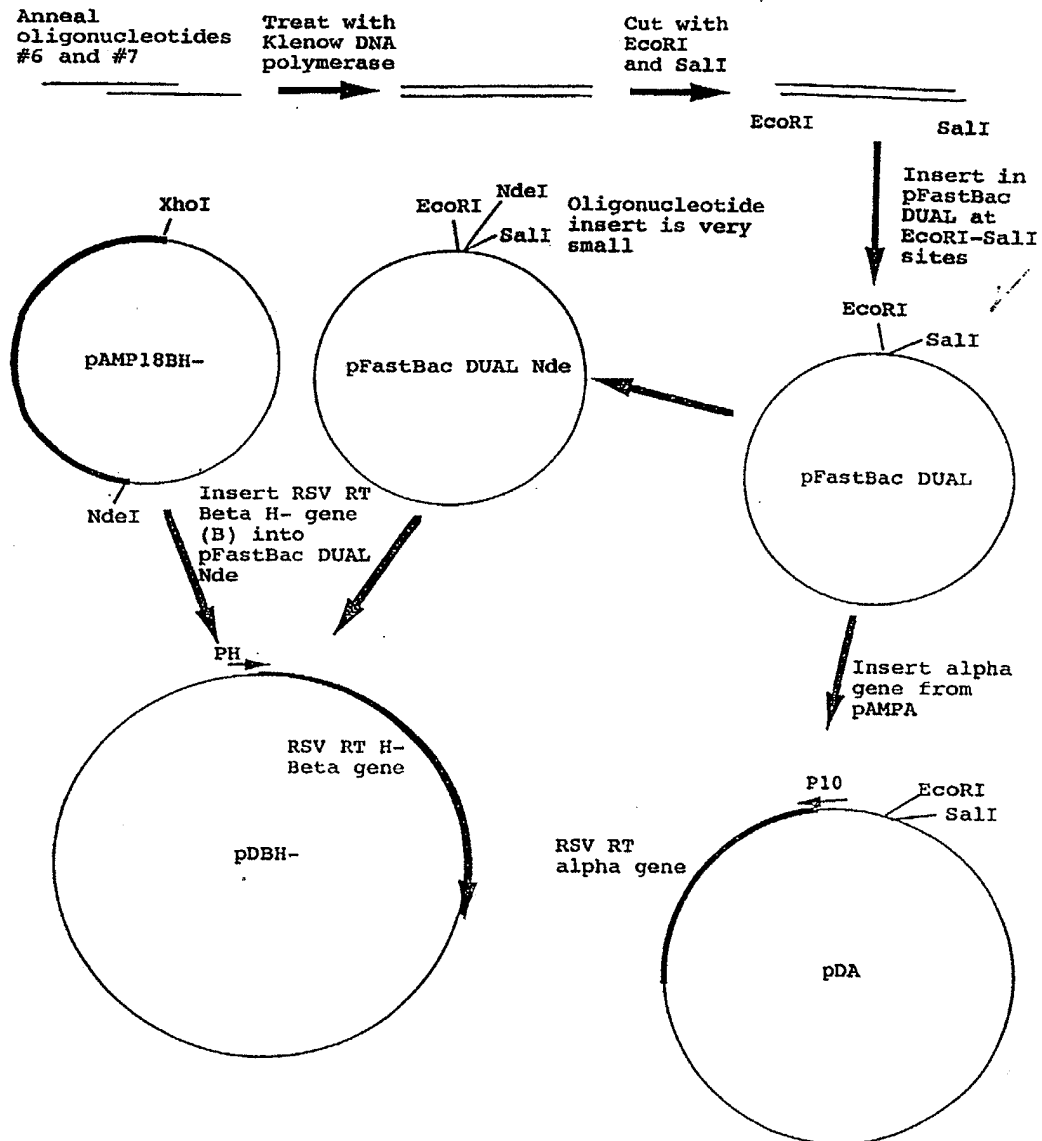 Anneal
oligonucleotides
#6 and #7
Treat with
Klenow DNA
polymerase
Cut with
EcoRI
and SalI
EcoRI
SalI
Insert in
pFastBac
DUAL at
EcoRI-SalI
sites
XhoI
pAMP18BH-
NdeI
EcoRI
NdeI
SalI
Oligonucleotide
insert is very
small
pFastBac DUAL Nde
EcoRI
SalI
pFastBac DUAL
Insert RSV RT
Beta H- gene
(B) into
pFastBac DUAL
Nde
PH
RSV RT H-
Beta gene
pDBH-
Insert alpha
gene from
pAMPA
P10
EcoRI
SalI
RSV RT
alpha gene
pDA